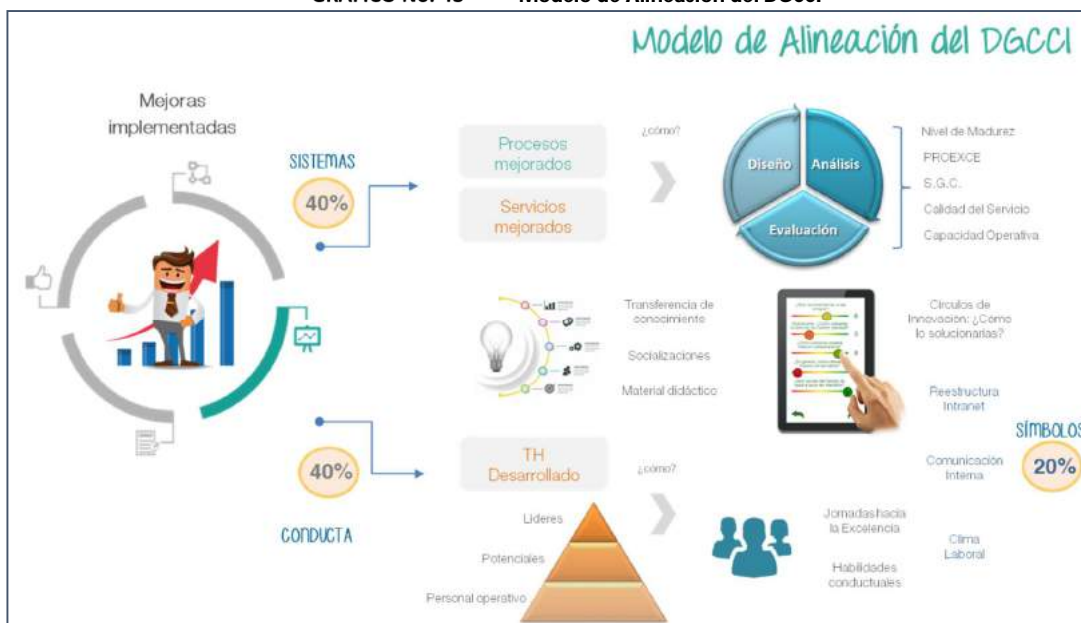 Modelo de Alineación del DGCCI
Mejoras
implementadas
SISTEMAS
40%
Procesos
mejorados
Servicios
mejorados
¿cómo?
Diseño
Análisis
Evaluación
Nivel de Madurez
PROEXCE
S.G.C.
Calidad del Servicio
Capacidad Operativa
Transferencia de
conocimiento
Socializaciones
Material didáctico
Círculos de
Innovación: ¿Cómo
lo solucionarías?
Reestructura
Intranet
SÍMBOLOS
20%
Comunicación
Interna
Clima
Laboral
40%
CONDUCTA
TH
Desarrollado
¿cómo?
Líderes
Potenciales
Personal operativo
Jornadas hacia
la Excelencia
Habilidades
conductuales